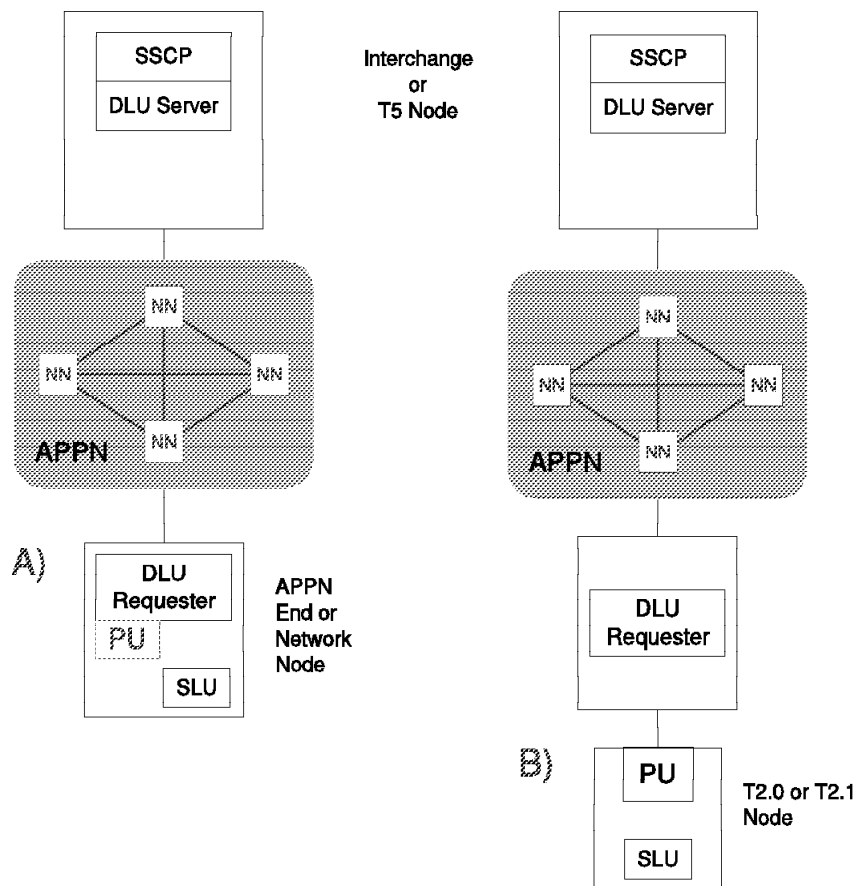 SSCP
DLU Server
Interchange
or
T5 Node
SSCP
DLU Server
NN
NN
NN
NN
APPN
NN
NN
NN
NN
APPN
A)
DLU
Requester
PU
SLU
APPN
End or
Network
Node
DLU
Requester
B)
PU
SLU
T2.0 or T2.1
Node